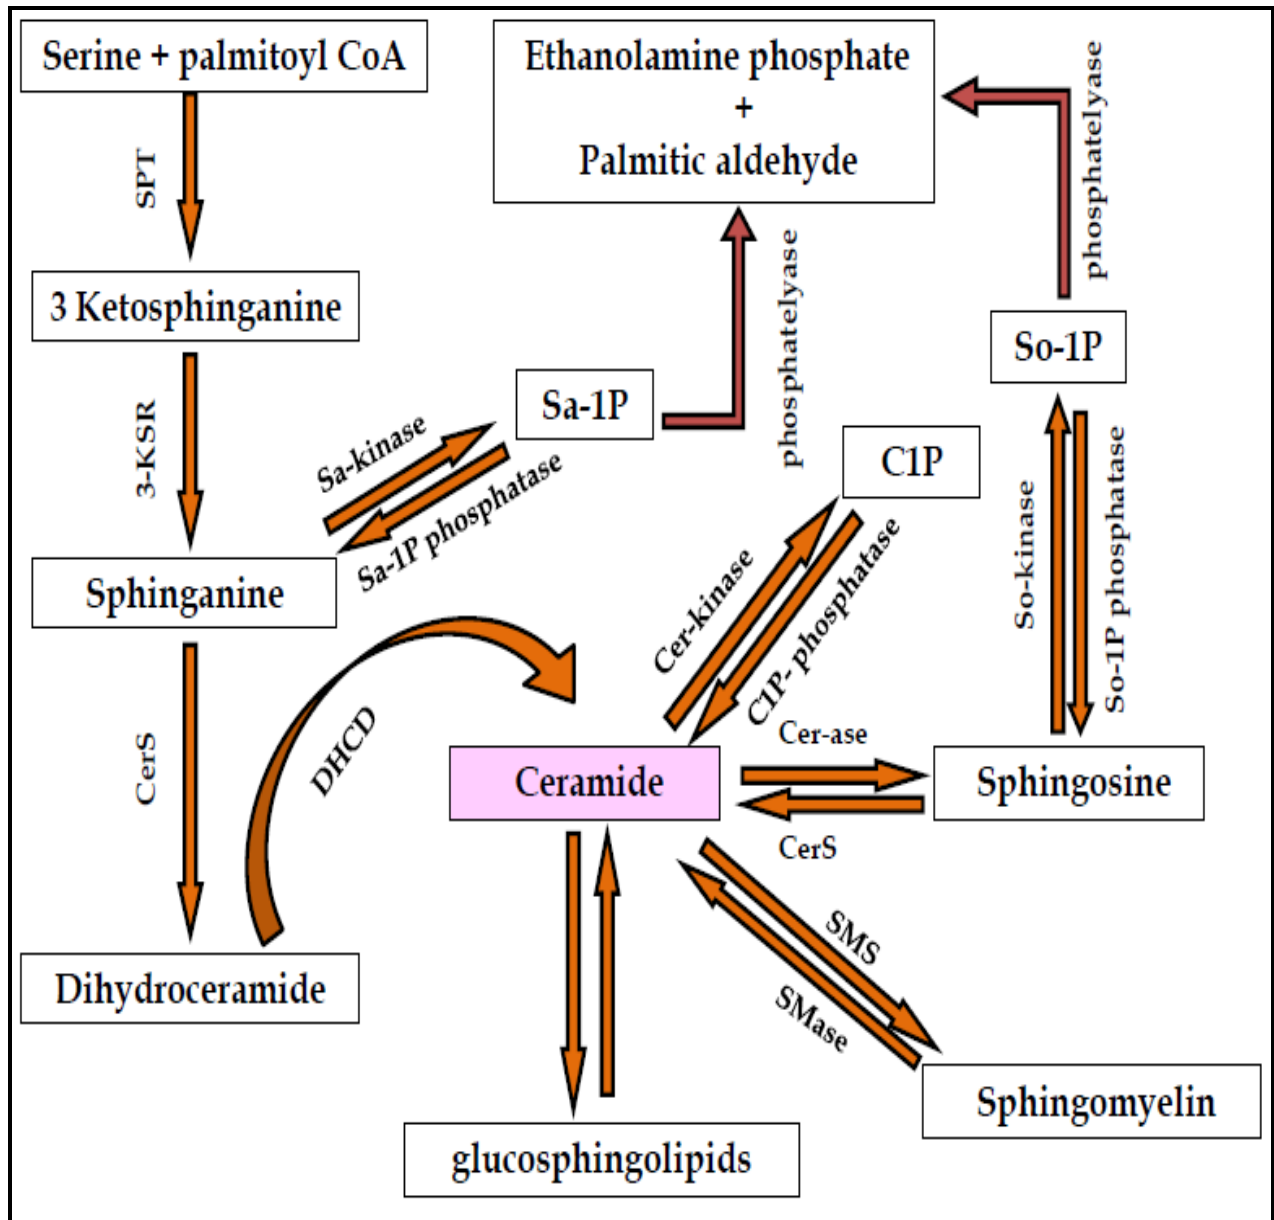 Serine + palmitoyl CoA
Ethanolamine phosphate
+
Palmitic aldehyde
phosphatelyase
SPT
3 Ketosphinganine
phosphatelyase
So-1P
Sa-1P
3-KSR
Sa-kinase
Sa-1P phosphatase
C1P
Sphinganine
Cer-kinase
C1P- phosphatase
So-kinase
So-1P phosphatase
CerS
DHCD
Cer-ase
Ceramide
Sphingosine
CerS
SMS
SMase
Dihydroceramide
Sphingomyelin
glucosphingolipids